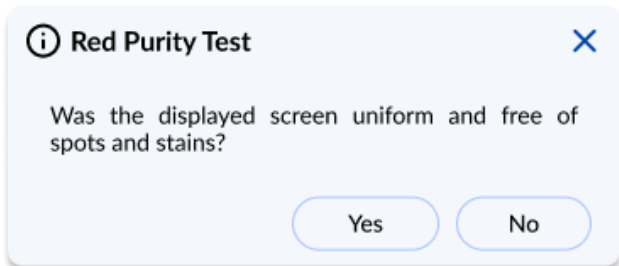 Red Purity Test
Was the displayed screen uniform and free of
spots and stains?
Yes
No